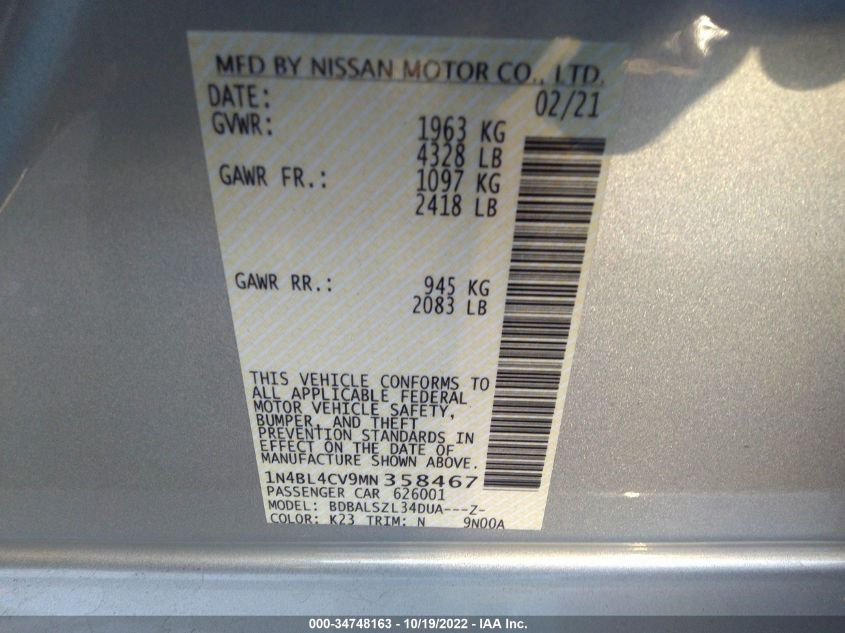 MFD BY NISSAN MOTOR CO., LTD.
DATE: 02/21
GVWR: 1963 KG
4328 LB
GAWR FR.: 1097 KG
2418 LB
GAWR RR.: 945 KG
2083 LB
THIS VEHICLE CONFORMS TO
ALL APPLICABLE FEDERAL
MOTOR VEHICLE SAFETY,
BUMPER, AND THEFT
PREVENTION STANDARDS IN
EFFECT ON THE DATE OF
MANUFACTURE SHOWN ABOVE.
1N4BL4CV9MN358467
PASSENGER CAR 626001
MODEL: BDBALSZL34DUA---Z-
COLOR: K23 TRIM: N 9N00A
000-34748163 - 10/19/2022 - IAA Inc.